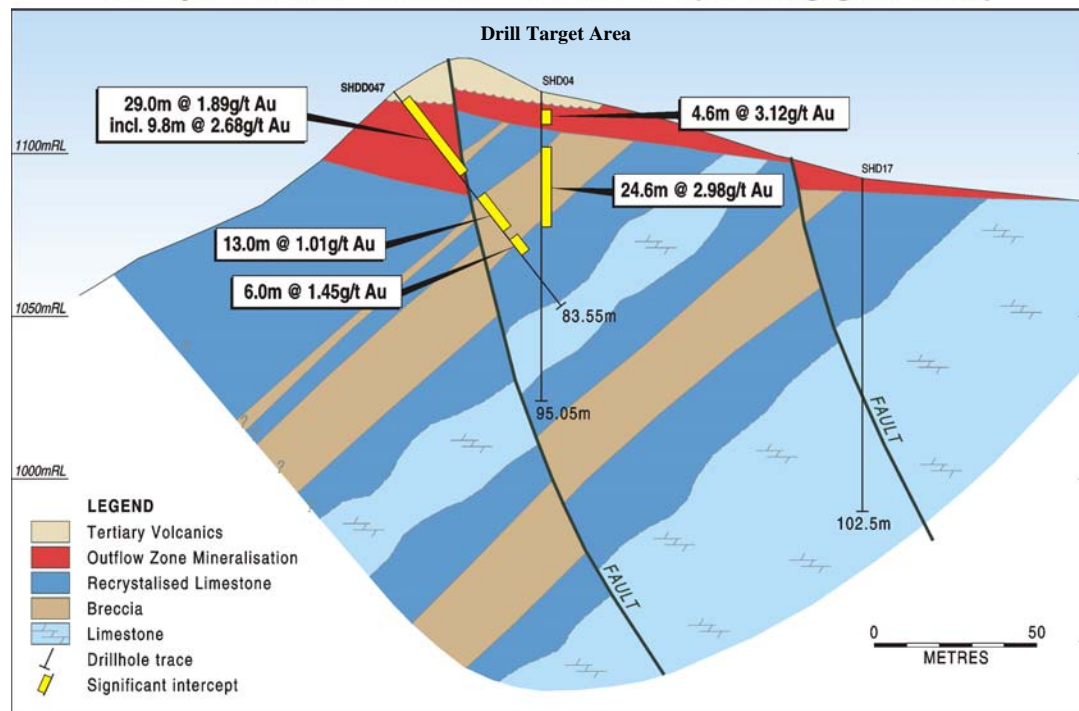 Drill Target Area
SHDD047
SHD04
29.0m @ 1.89g/t Au
incl. 9.8m @ 2.68g/t Au
4.6m @ 3.12g/t Au
1100mRL
SHD17
24.6m @ 2.98g/t Au
13.0m @ 1.01g/t Au
6.0m @ 1.45g/t Au
1050mRL
83.55m
95.05m
FAULT
?
?
1000mRL
LEGEND
Tertiary Volcanics
Outflow Zone Mineralisation
Recrystalised Limestone
Breccia
Limestone
Drillhole trace
Significant intercept
102.5m
FAULT
0 50
METRES